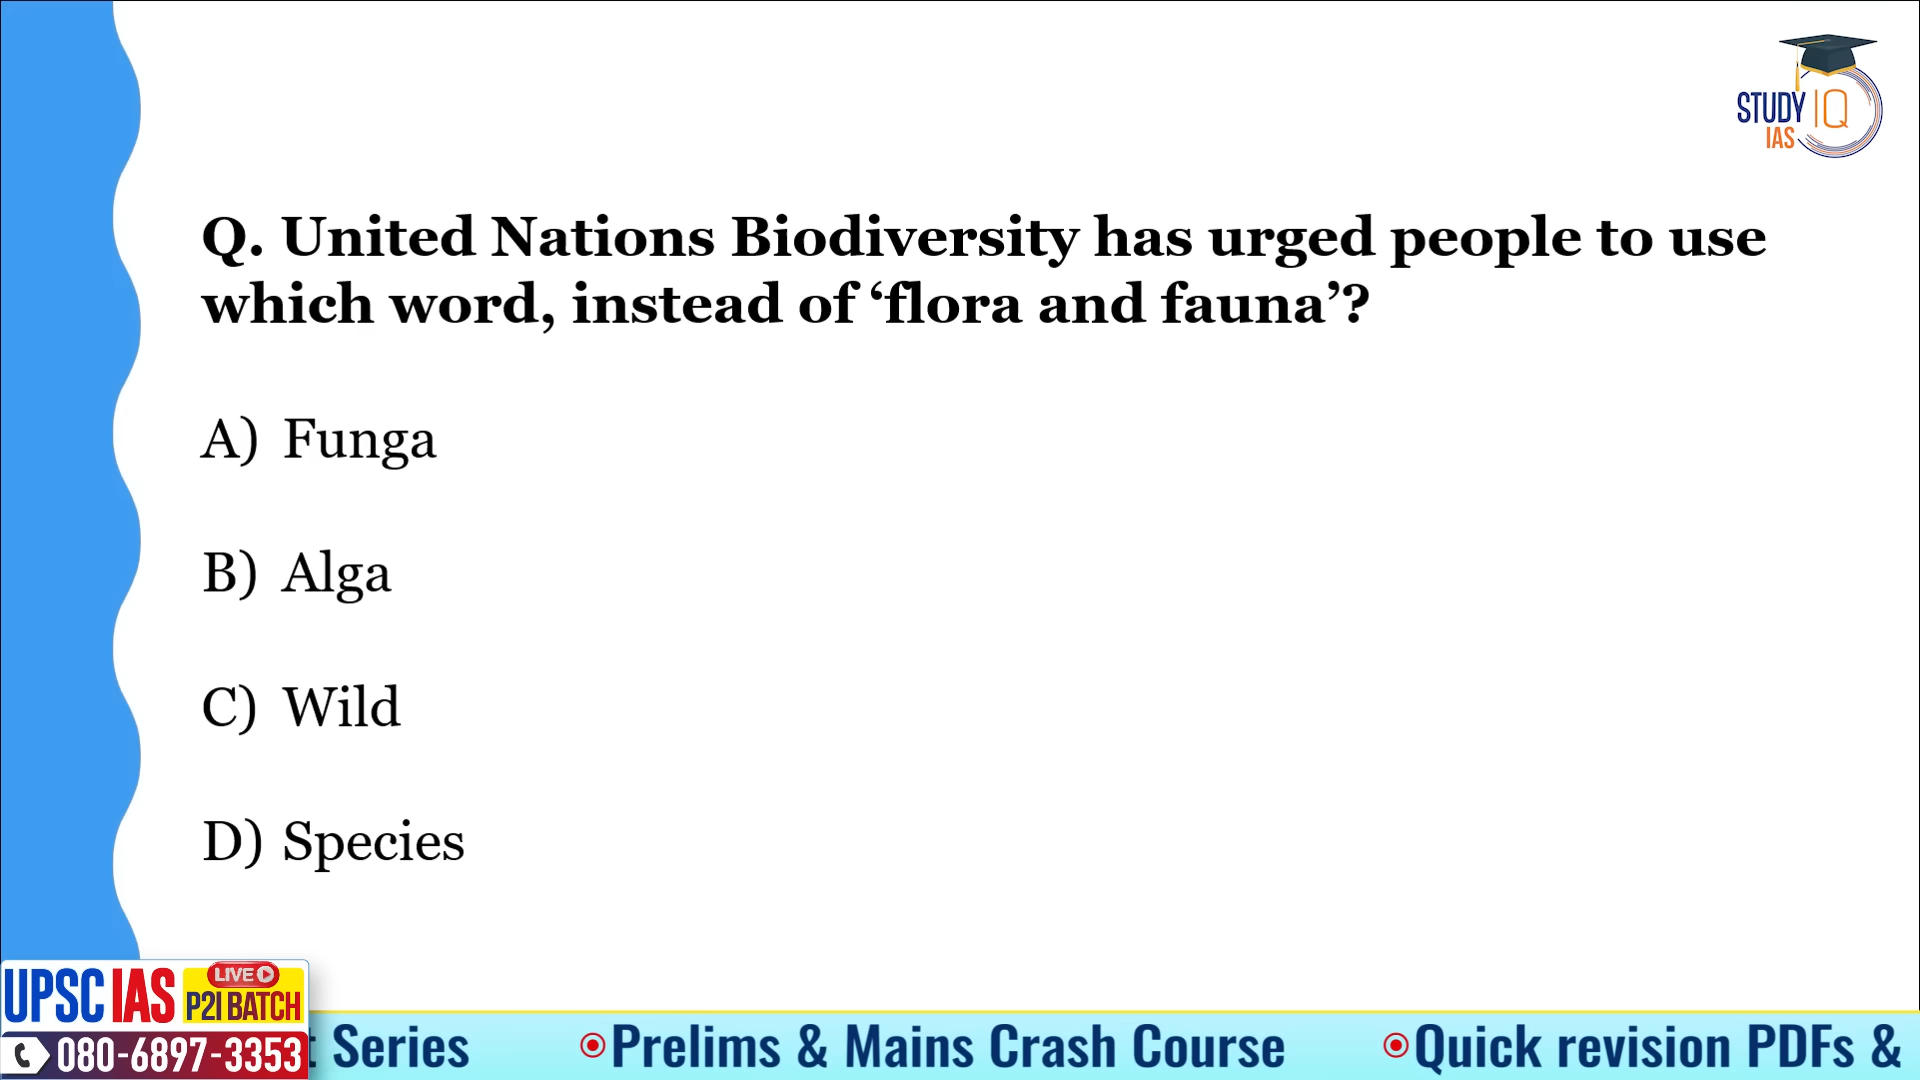 STUDY IQ
IAS
Q. United Nations Biodiversity has urged people to use
which word, instead of ‘flora and fauna’?
A) Funga
B) Alga
C) Wild
D) Species
UPSC IAS LIVE P2I BATCH
080-6897-3353
t Series Prelims & Mains Crash Course Quick revision PDFs &